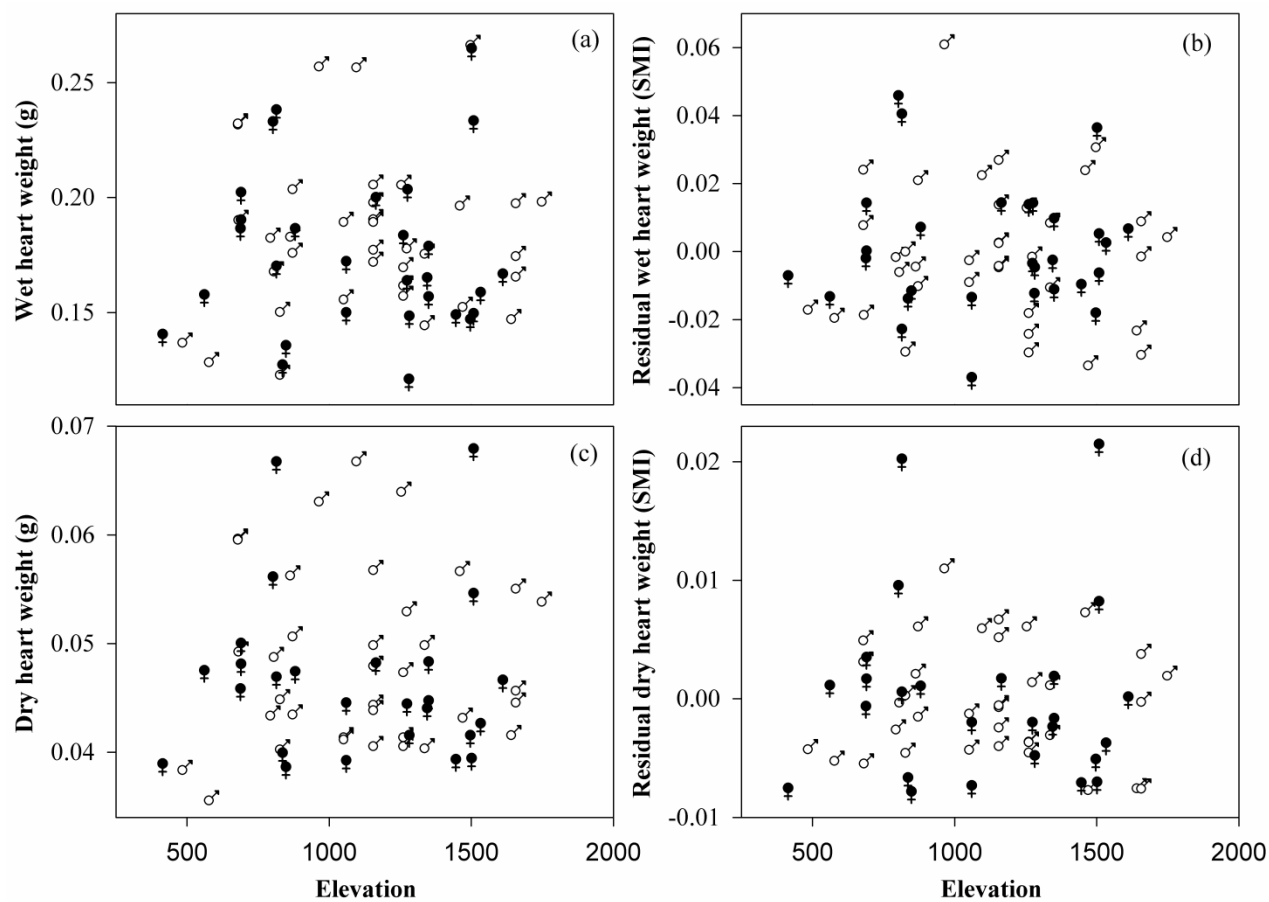 (a)
Wet heart weight (g)
0.25
0.20
0.15
(b)
Residual wet heart weight (SMI)
0.06
0.04
0.02
0.00
-0.02
-0.04
(c)
Dry heart weight (g)
0.07
0.06
0.05
0.04
500
1000
1500
2000
Elevation
(d)
Residual dry heart weight (SMI)
0.02
0.01
0.00
-0.01
500
1000
1500
2000
Elevation